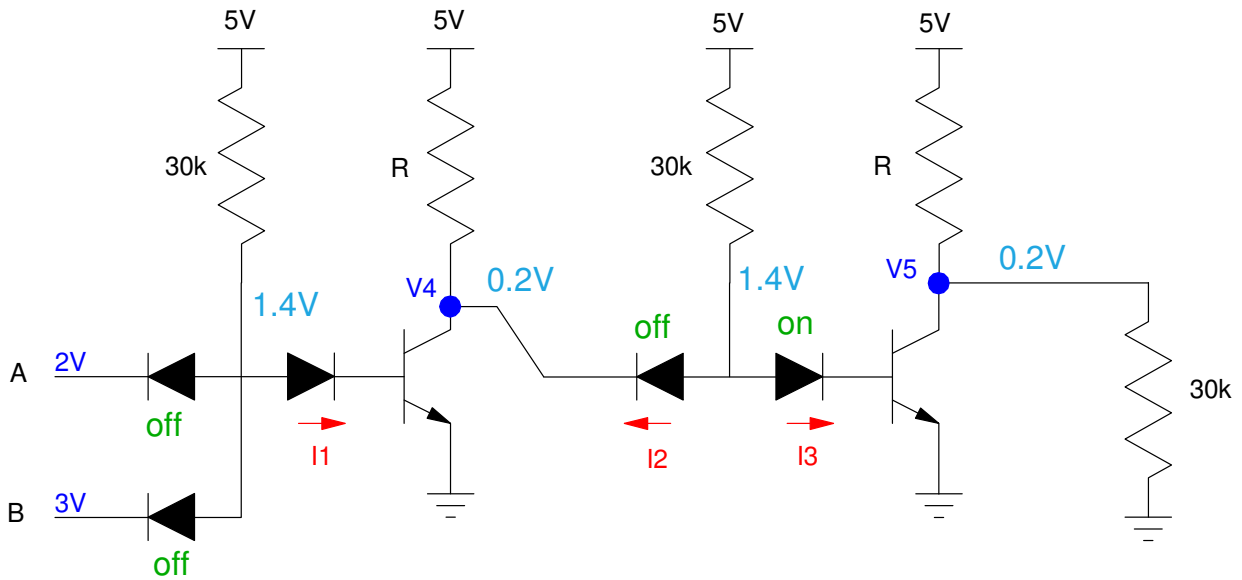 5V 5V 5V 5V
30k R 30k R
V4 0.2V V5 0.2V
1.4V 1.4V
off on
A 2V
30k
off
I1 I2 I3
B 3V
off